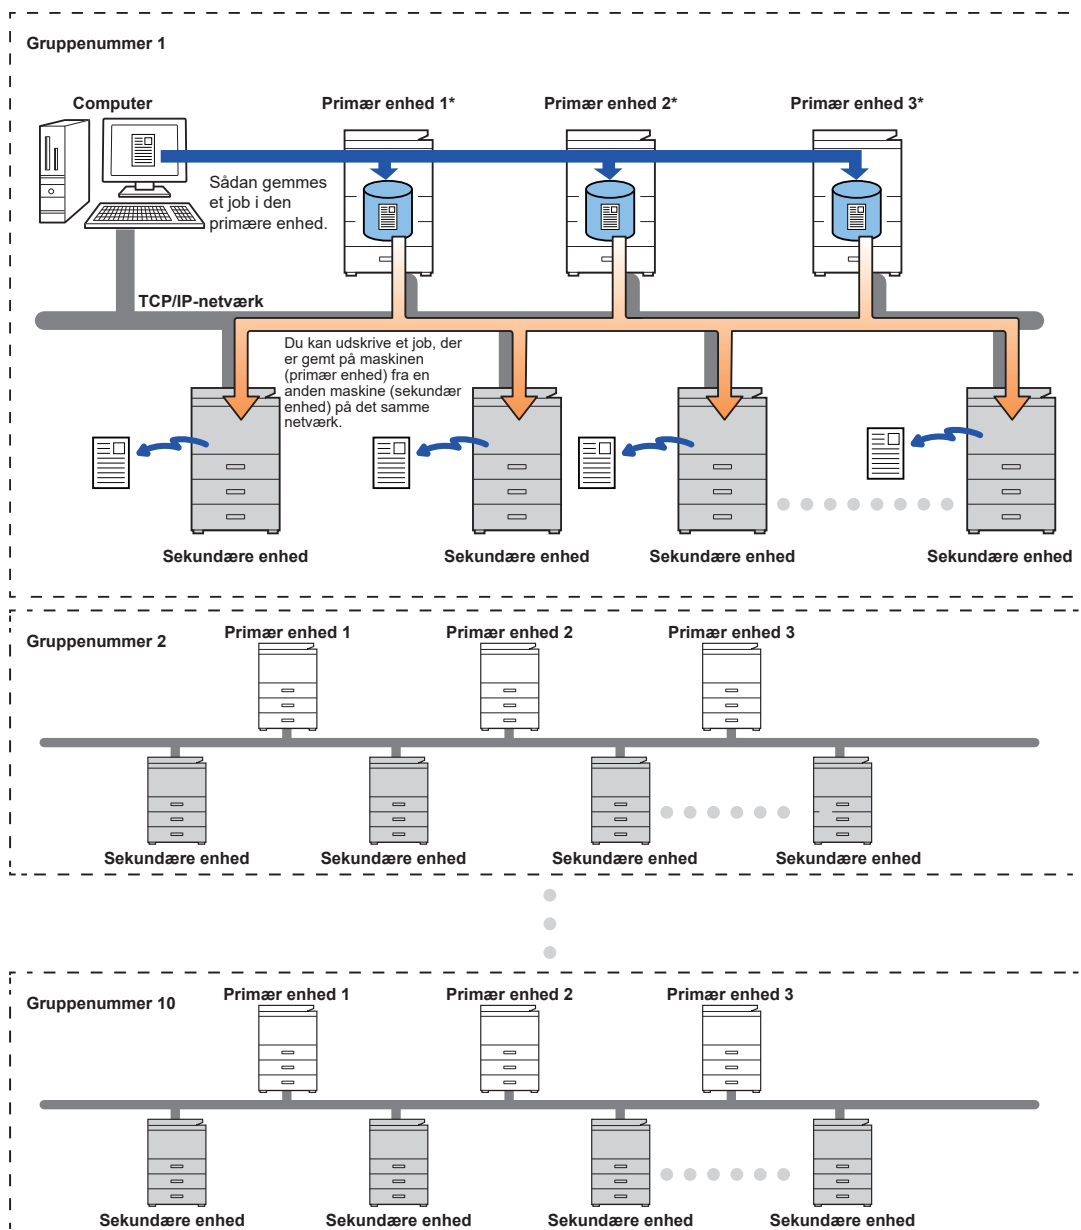 Gruppenummer 1
Computer
Primær enhed 1*
Primær enhed 2*
Primær enhed 3*
Sådan gemmes
et job i den
primære enhed.
TCP/IP-netværk
Du kan udskrive et job, der
er gemt på maskinen
(primær enhed) fra en
anden maskine (sekundær
enhed) på det samme
netværk.
Sekundære enhed
Sekundære enhed
Sekundære enhed
Sekundære enhed
Gruppenummer 2
Primær enhed 1
Primær enhed 2
Primær enhed 3
Sekundære enhed
Sekundære enhed
Sekundære enhed
Sekundære enhed
Gruppenummer 10
Primær enhed 1
Primær enhed 2
Primær enhed 3
Sekundære enhed
Sekundære enhed
Sekundære enhed
Sekundære enhed